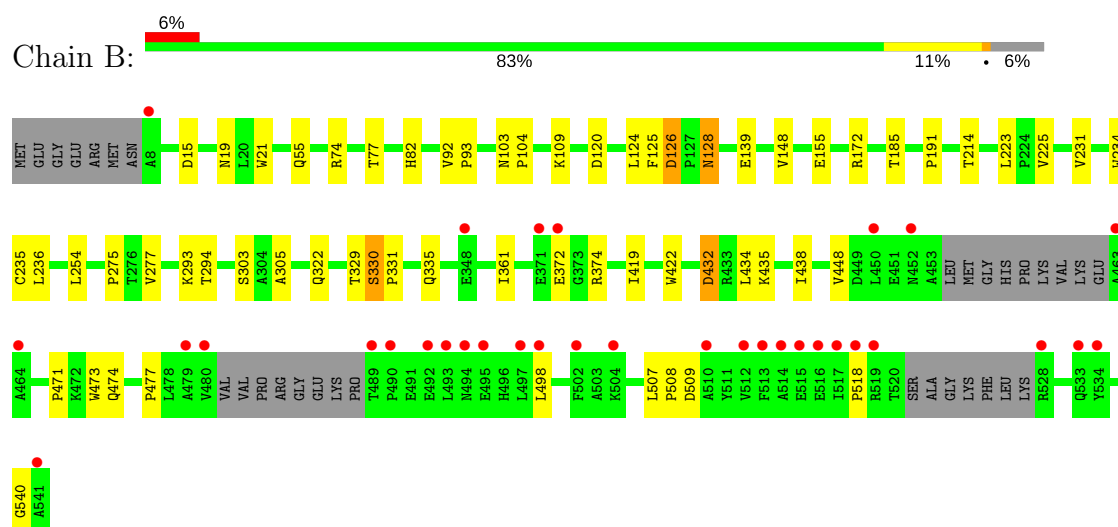 6%
Chain B:
83% 11% • 6%
MET GLU GLY GLU ARG MET ASN A8 D15 N19 L20 W21 Q55 R74 T77 H82 V92 P93 N103 P104 K109 D120 L124 F125 D126 P127 N128 E139 V148 E155 R172 T185 P191 T214 L223 P224 V225 V231
C235 L236 L254 P275 T276 V277 K293 T294 S303 A304 A305 Q322 T329 S330 P331 Q335 E348 I361 E371 E372 G373 R374 I419 W422 D432 R433 L434 K435 I438 V448 D449 L450 E451 N452 A453 LEU MET GLY HIS PRO LYS VAL LYS GLU A463
A464 P471 K472 W473 Q474 P477 L478 A479 V480 VAL VAL PRO ARG GLY GLU LYS PRO T489 P490 E491 E492 L493 N494 E495 H496 L497 L498 F502 A503 K504 L507 P508 D509 A510 Y511 V512 F513 A514 E515 E516 I517 P518 R519 T520 SER ALA GLY LYS PHE LEU LYS R528 Q533 Y534
G540 A541